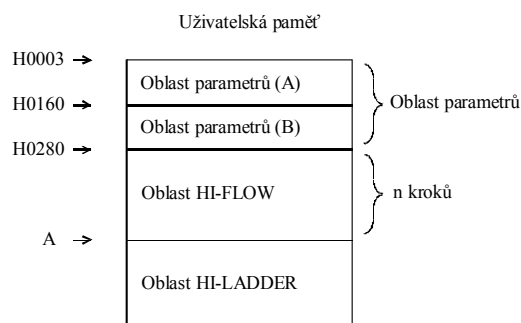 Uživatelská paměť
H0003
Oblast parametrů (A)
H0160
Oblast parametrů
Oblast parametrů (B)
H0280
Oblast HI-FLOW
n kroků
A
Oblast HI-LADDER